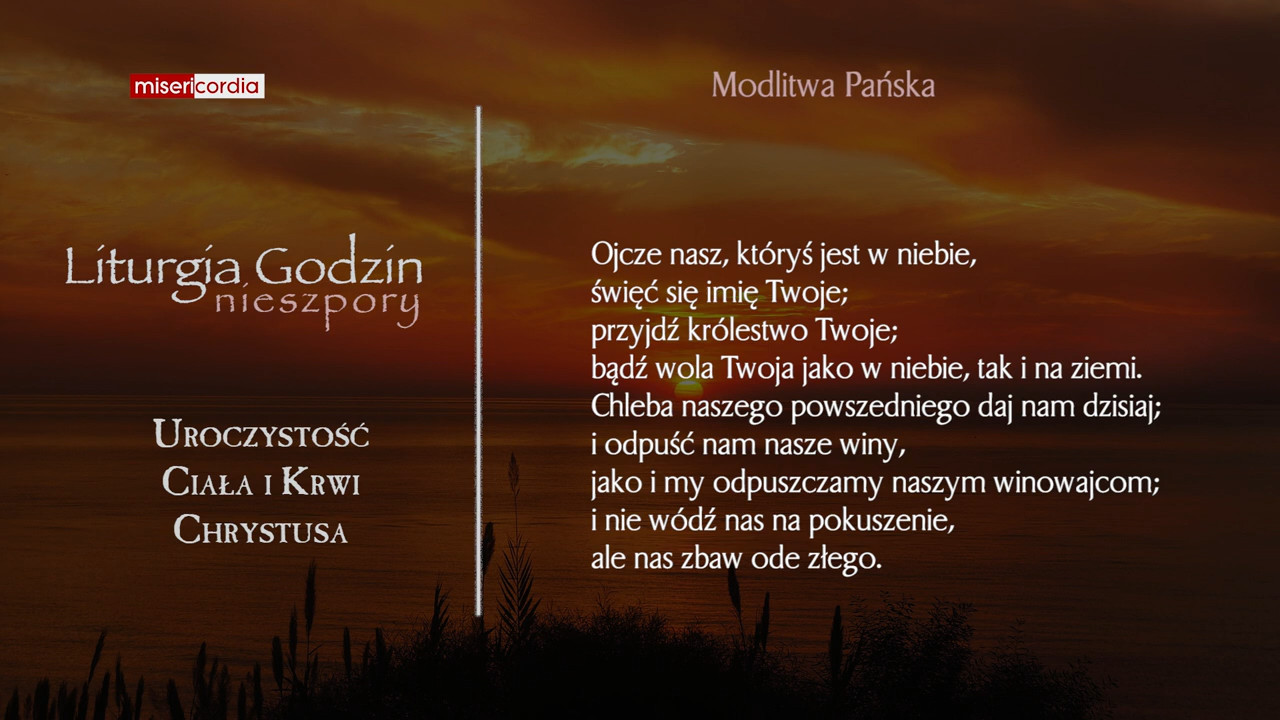 misericordia
Liturgia Godzin
nieszpory
Uroczystość
Ciała i Krwi
Chrystusa
Modlitwa Pańska
Ojcze nasz, któryś jest w niebie,
święć się imię Twoje;
przyjdź królestwo Twoje;
bądź wola Twoja jako w niebie, tak i na ziemi.
Chleba naszego powszedniego daj nam dzisiaj;
i odpuść nam nasze winy,
jako i my odpuszczamy naszym winowajcom;
i nie wódź nas na pokuszenie,
ale nas zbaw ode złego.